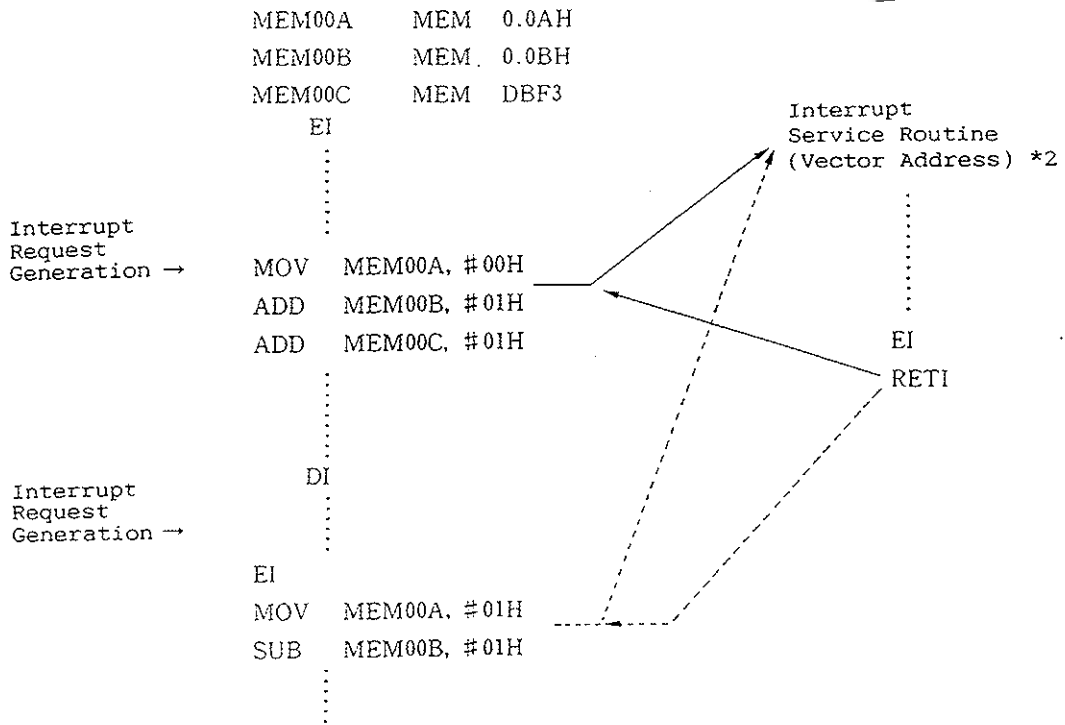 MEM00A MEM 0.0AH
MEM00B MEM. 0.0BH
MEM00C MEM DBF3
EI
Interrupt
Service Routine
(Vector Address) *2
Interrupt
Request
Generation →
MOV MEM00A, #00H
ADD MEM00B, #01H
ADD MEM00C, #01H
EI
RETI
DI
Interrupt
Request
Generation →
EI
MOV MEM00A, #01H
SUB MEM00B, #01H